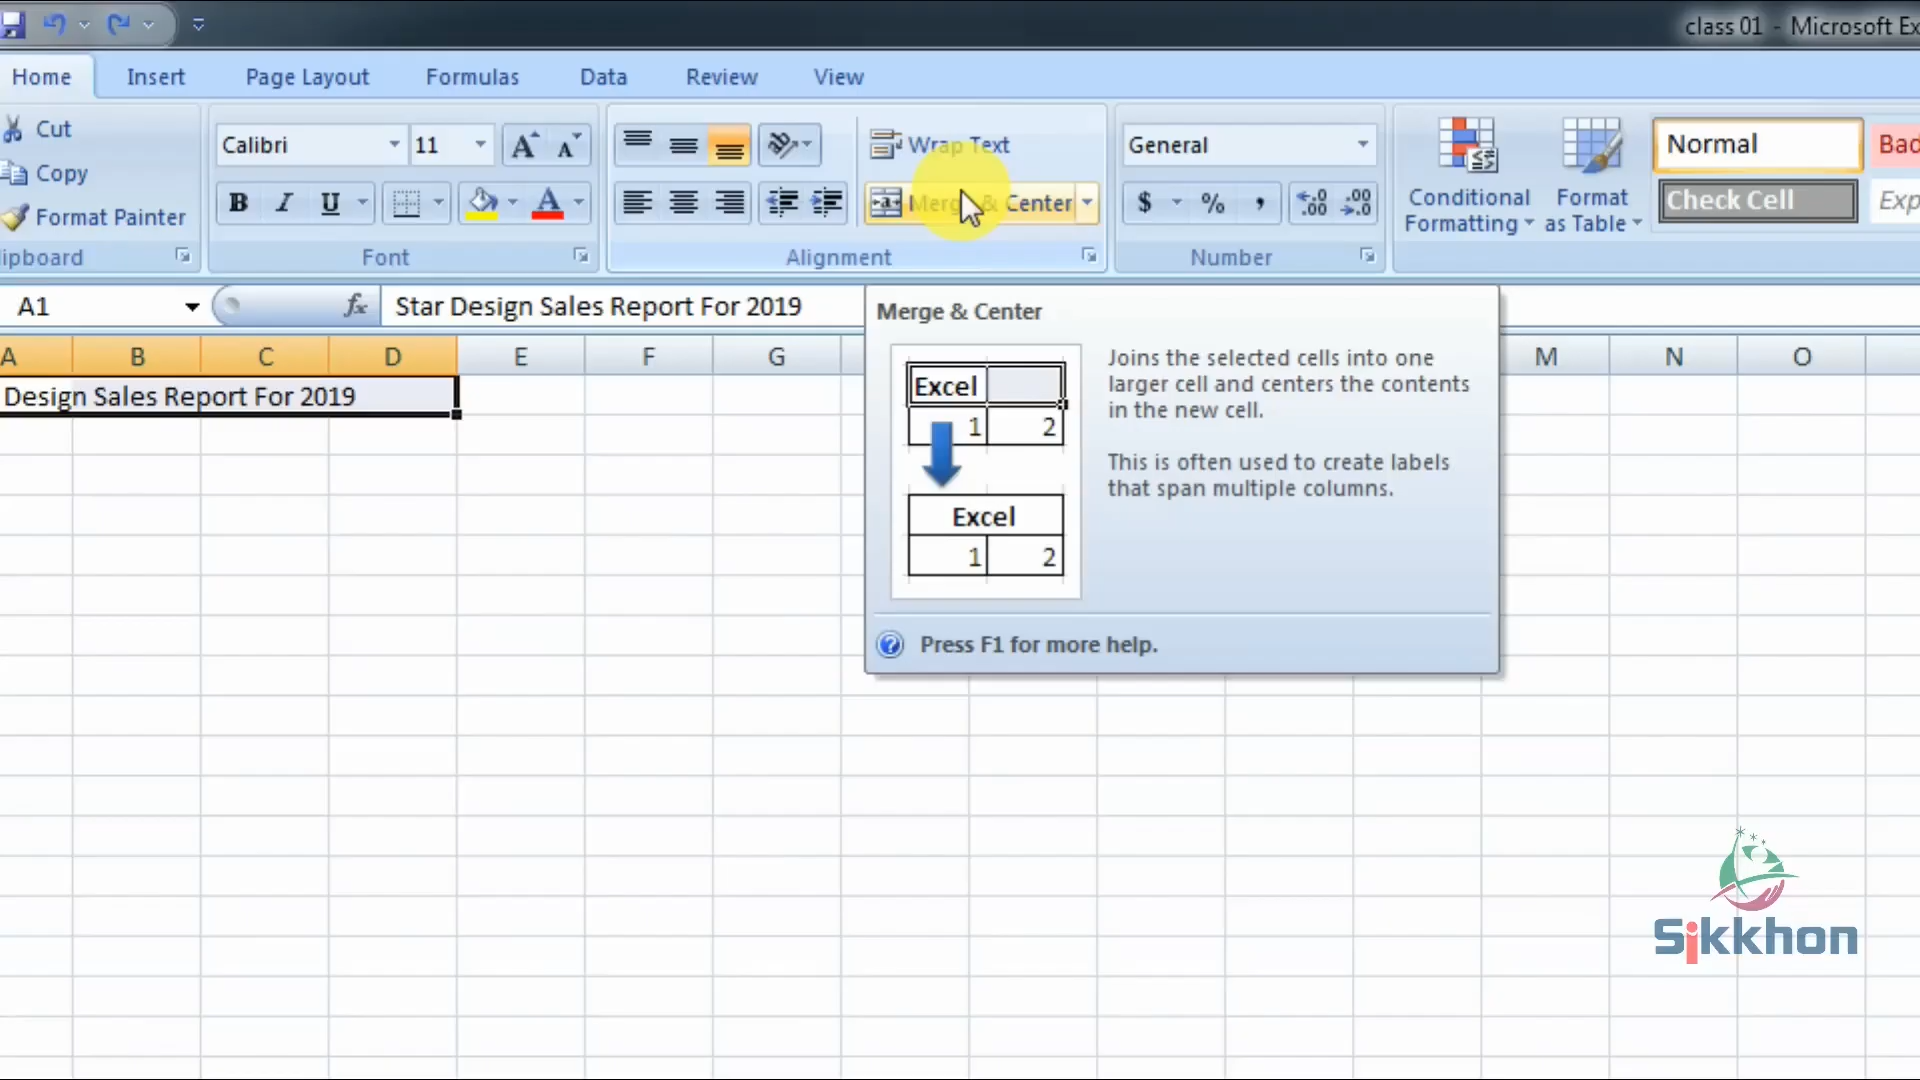 class 01 - Microsoft Ex
Home Insert Page Layout Formulas Data Review View
Cut
Copy
Format Painter
lipboard
Calibri 11
B I U
Font
Wrap Text
Merge & Center
Alignment
General
$ % ,
Number
Conditional Formatting
Format as Table
Normal Bad
Check Cell Exp
A1 fx Star Design Sales Report For 2019
A B C D E F G M N O
Design Sales Report For 2019
Merge & Center
Excel
1 2
Excel
1 2
Joins the selected cells into one
larger cell and centers the contents
in the new cell.
This is often used to create labels
that span multiple columns.
Press F1 for more help.
Sikkhon